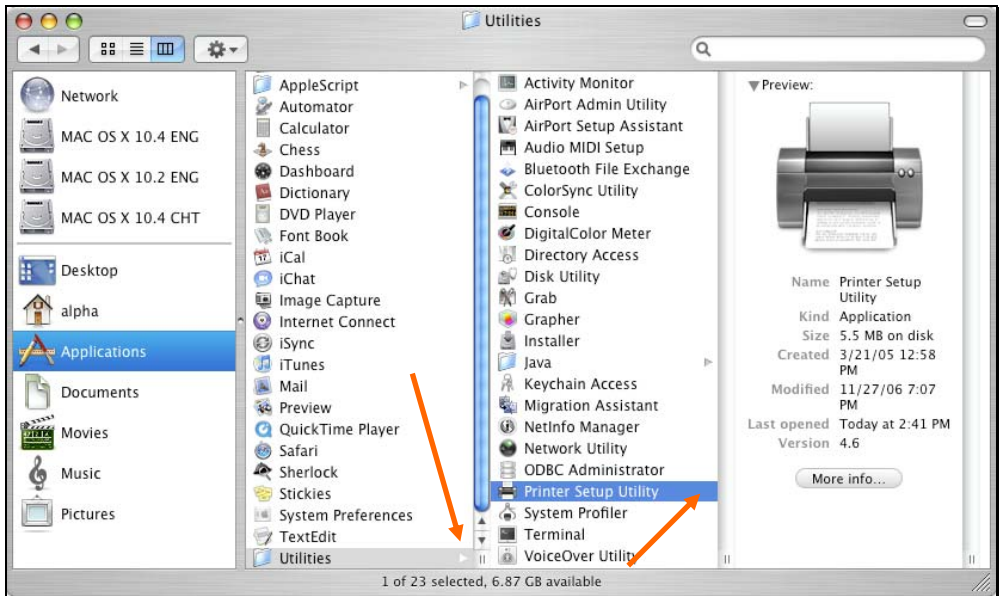 Utilities
Network
MAC OS X 10.4 ENG
MAC OS X 10.2 ENG
MAC OS X 10.4 CHT
Desktop
alpha
Applications
Documents
Movies
Music
Pictures
AppleScript
Automator
Calculator
Chess
Dashboard
Dictionary
DVD Player
Font Book
iCal
iChat
Image Capture
Internet Connect
iSync
iTunes
Mail
Preview
QuickTime Player
Safari
Sherlock
Stickies
System Preferences
TextEdit
Utilities
Activity Monitor
AirPort Admin Utility
AirPort Setup Assistant
Audio MIDI Setup
Bluetooth File Exchange
ColorSync Utility
Console
DigitalColor Meter
Directory Access
Disk Utility
Grab
Grapher
Installer
Java
Keychain Access
Migration Assistant
NetInfo Manager
Network Utility
ODBC Administrator
Printer Setup Utility
System Profiler
Terminal
VoiceOver Utility
Preview:
Name Printer Setup
Utility
Kind Application
Size 5.5 MB on disk
Created 3/21/05 12:58
PM
Modified 11/27/06 7:07
PM
Last opened Today at 2:41 PM
Version 4.6
More info...
1 of 23 selected, 6.87 GB available